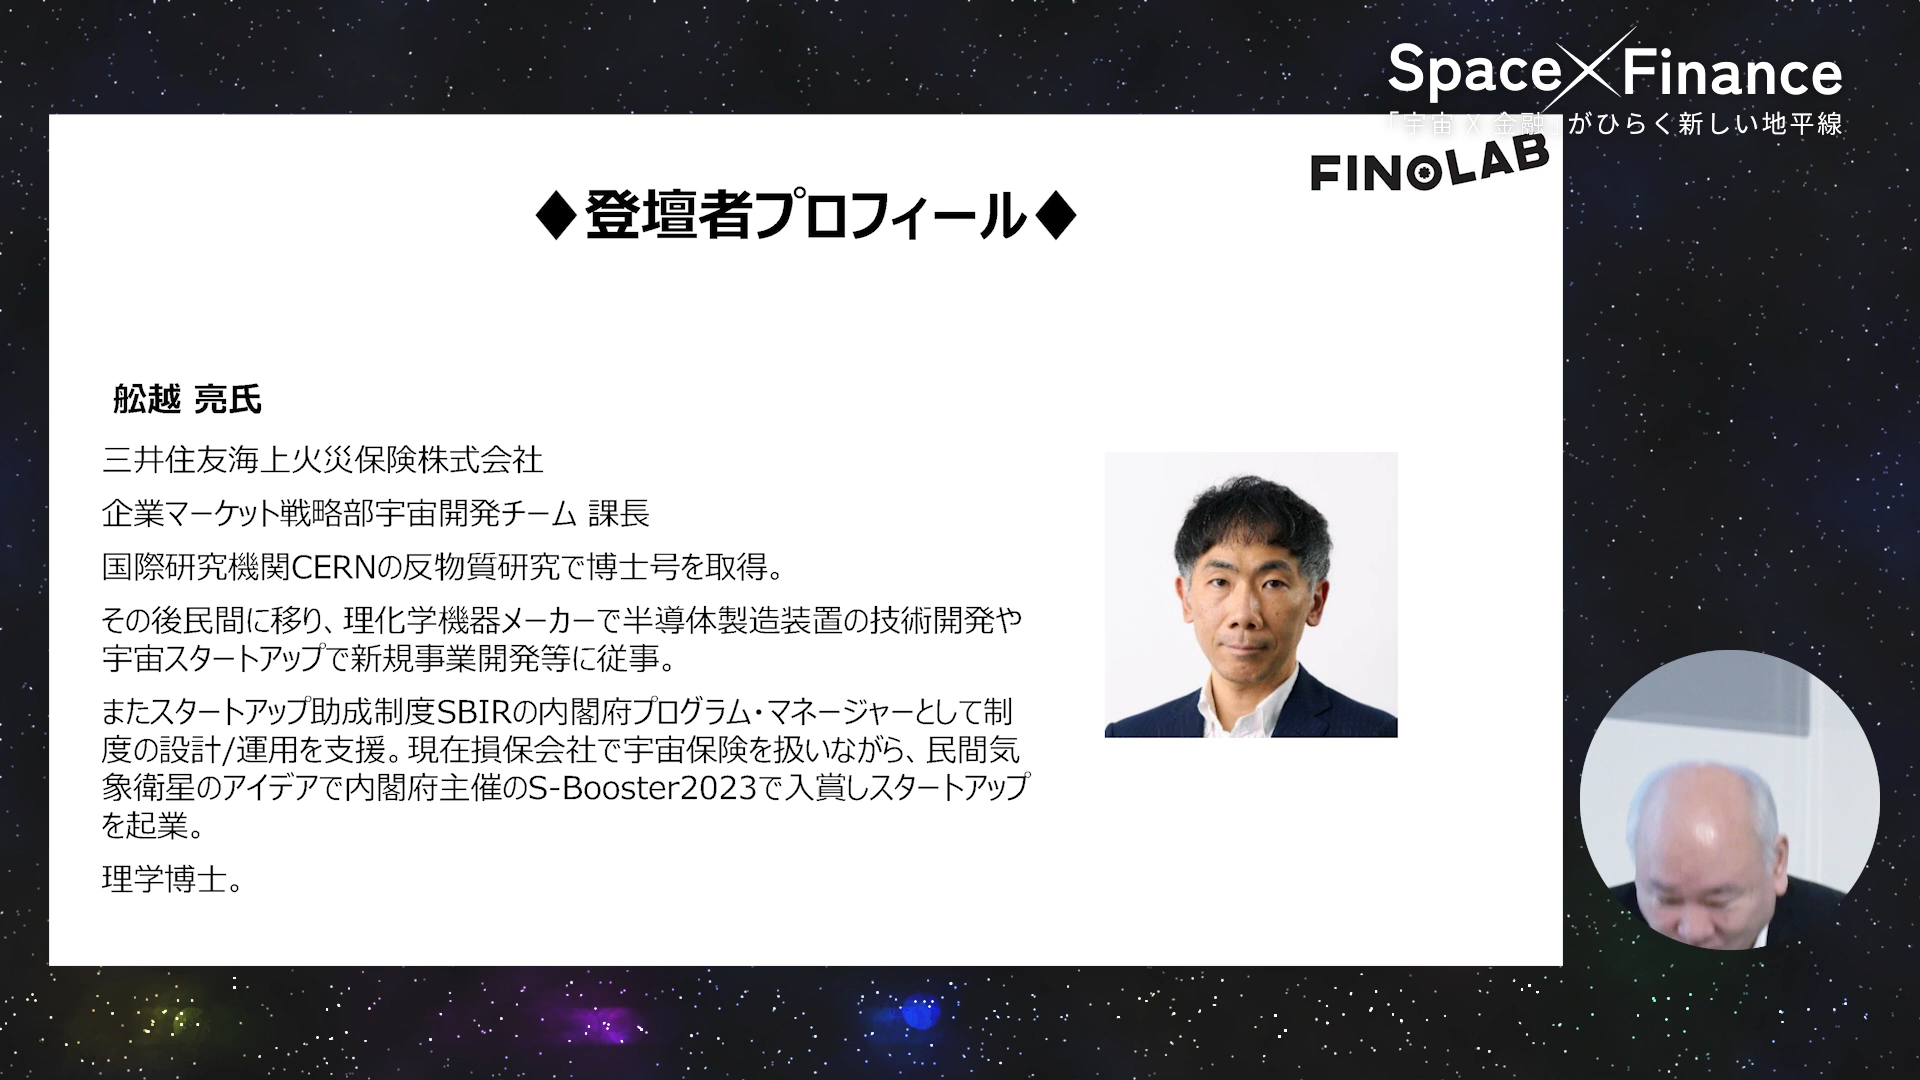 Space×Finance
「宇宙 X 金融」がひらく新しい地平線
FINOLAB
◆登壇者プロフィール◆
舩越 亮氏
三井住友海上火災保険株式会社
企業マーケット戦略部宇宙開発チーム 課長
国際研究機関CERNの反物質研究で博士号を取得。
その後民間に移り、理化学機器メーカーで半導体製造装置の技術開発や
宇宙スタートアップで新規事業開発等に従事。
またスタートアップ助成制度SBIRの内閣府プログラム・マネージャーとして制
度の設計/運用を支援。現在損保会社で宇宙保険を扱いながら、民間気
象衛星のアイデアで内閣府主催のS-Booster2023で入賞しスタートアップ
を起業。
理学博士。